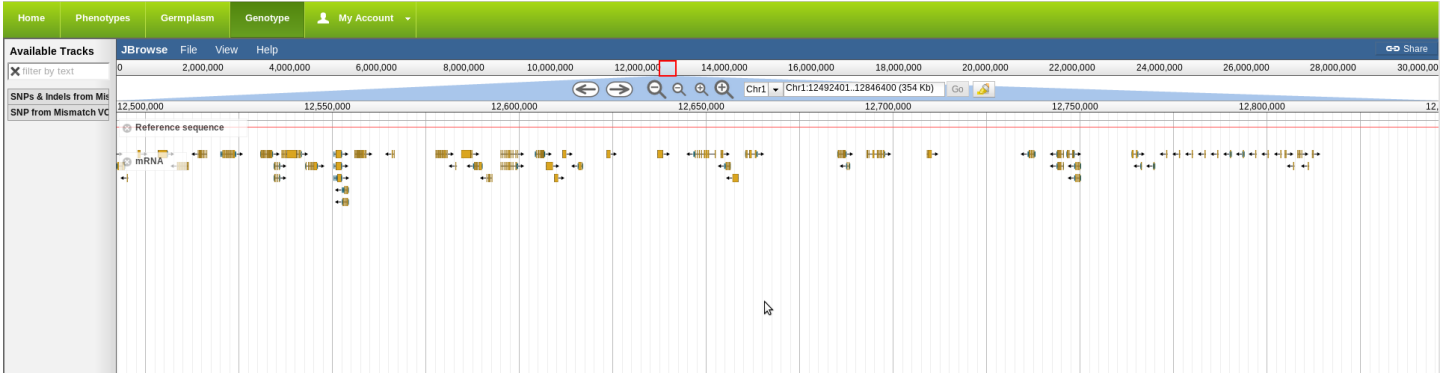 Home Phenotypes Germplasm Genotype My Account
Available Tracks
JBrowse File View Help Share
filter by text
0 2,000,000 4,000,000 6,000,000 8,000,000 10,000,000 12,000,000 14,000,000 16,000,000 18,000,000 20,000,000 22,000,000 24,000,000 26,000,000 28,000,000 30,000,00
SNPs & Indels from Mis
Chr1 Chr1:12492401..12846400 (354 Kb) Go
SNP from Mismatch VC
12,500,000 12,550,000 12,600,000 12,650,000 12,700,000 12,750,000 12,800,000 12,
Reference sequence
mRNA